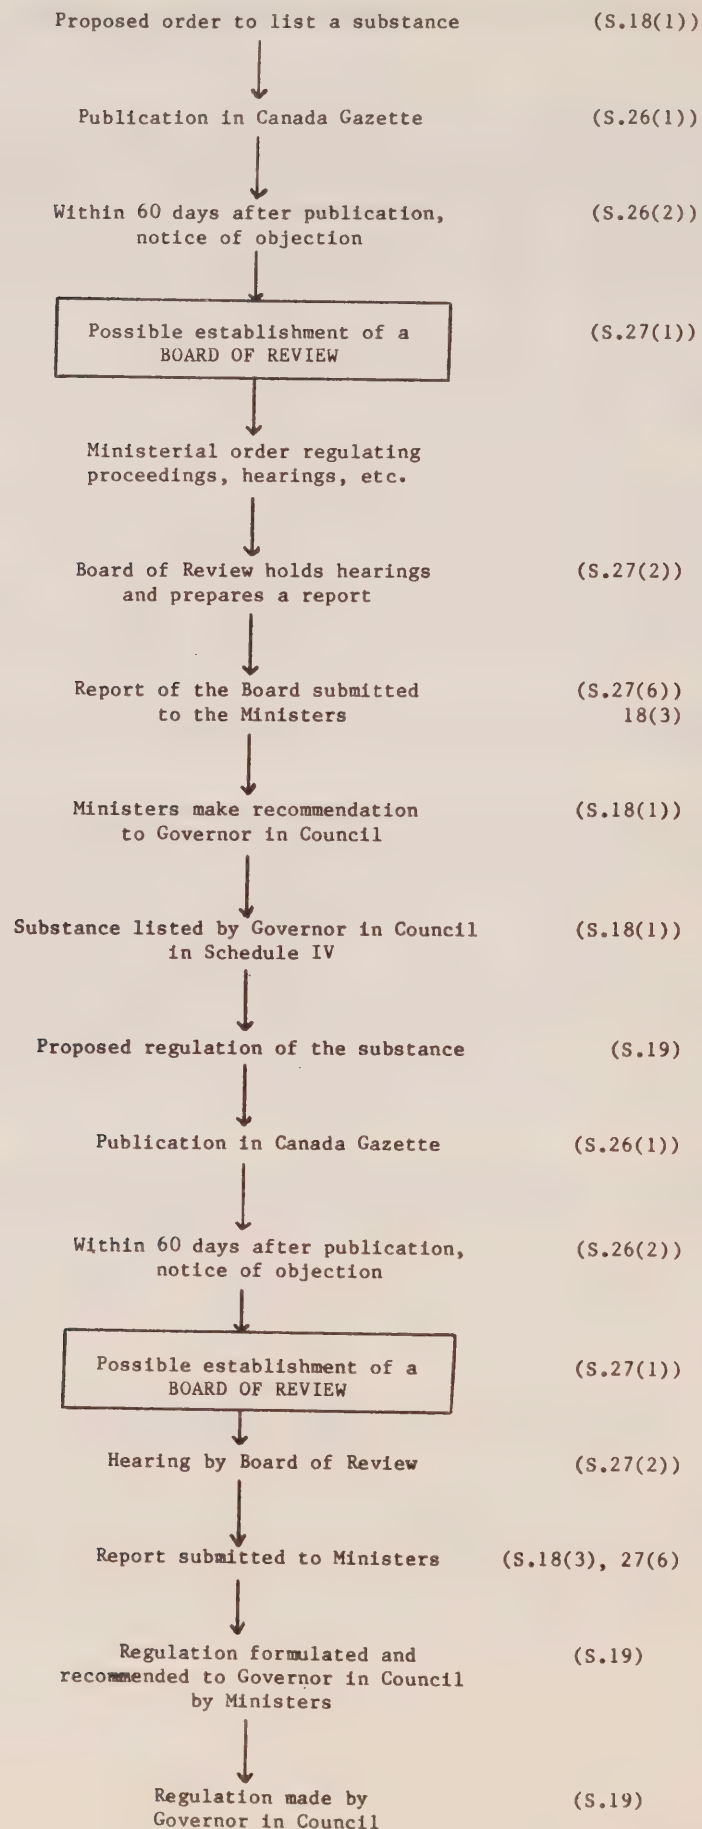 Proposed order to list a substance (S.18(1))
Publication in Canada Gazette (S.26(1))
Within 60 days after publication, (S.26(2))
notice of objection
Possible establishment of a (S.27(1))
BOARD OF REVIEW
Ministerial order regulating
proceedings, hearings, etc.
Board of Review holds hearings (S.27(2))
and prepares a report
Report of the Board submitted (S.27(6))
to the Ministers 18(3)
Ministers make recommendation (S.18(1))
to Governor in Council
Substance listed by Governor in Council (S.18(1))
in Schedule IV
Proposed regulation of the substance (S.19)
Publication in Canada Gazette (S.26(1))
Within 60 days after publication, (S.26(2))
notice of objection
Possible establishment of a (S.27(1))
BOARD OF REVIEW
Hearing by Board of Review (S.27(2))
Report submitted to Ministers (S.18(3), 27(6)
Regulation formulated and (S.19)
recommended to Governor in Council
by Ministers
Regulation made by (S.19)
Governor in Council